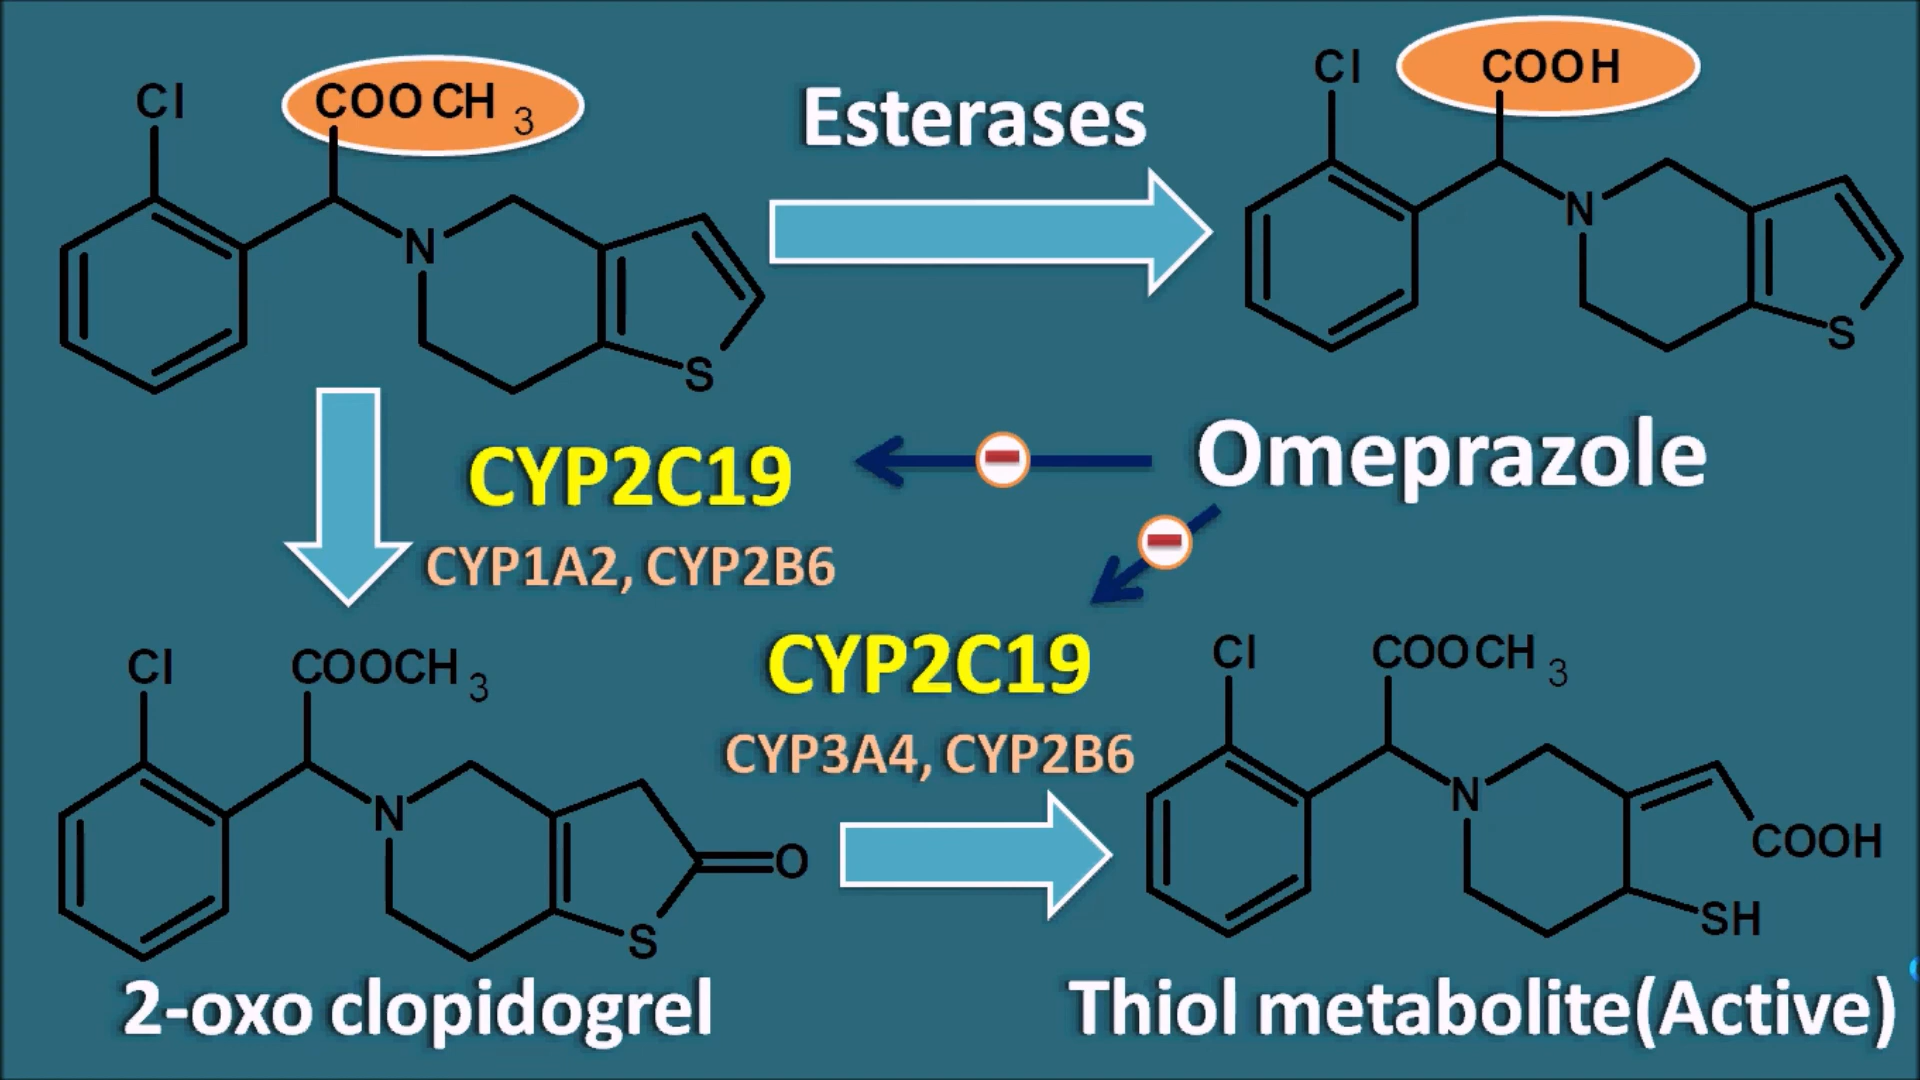 Cl
COOCH3
Esterases
Cl
COOH
N
S
N
S
CYP2C19
Omeprazole
CYP1A2, CYP2B6
CYP2C19
CYP3A4, CYP2B6
Cl
COOCH3
N
O
S
Cl
COOCH3
N
COOH
SH
2-oxo clopidogrel
Thiol metabolite(Active)